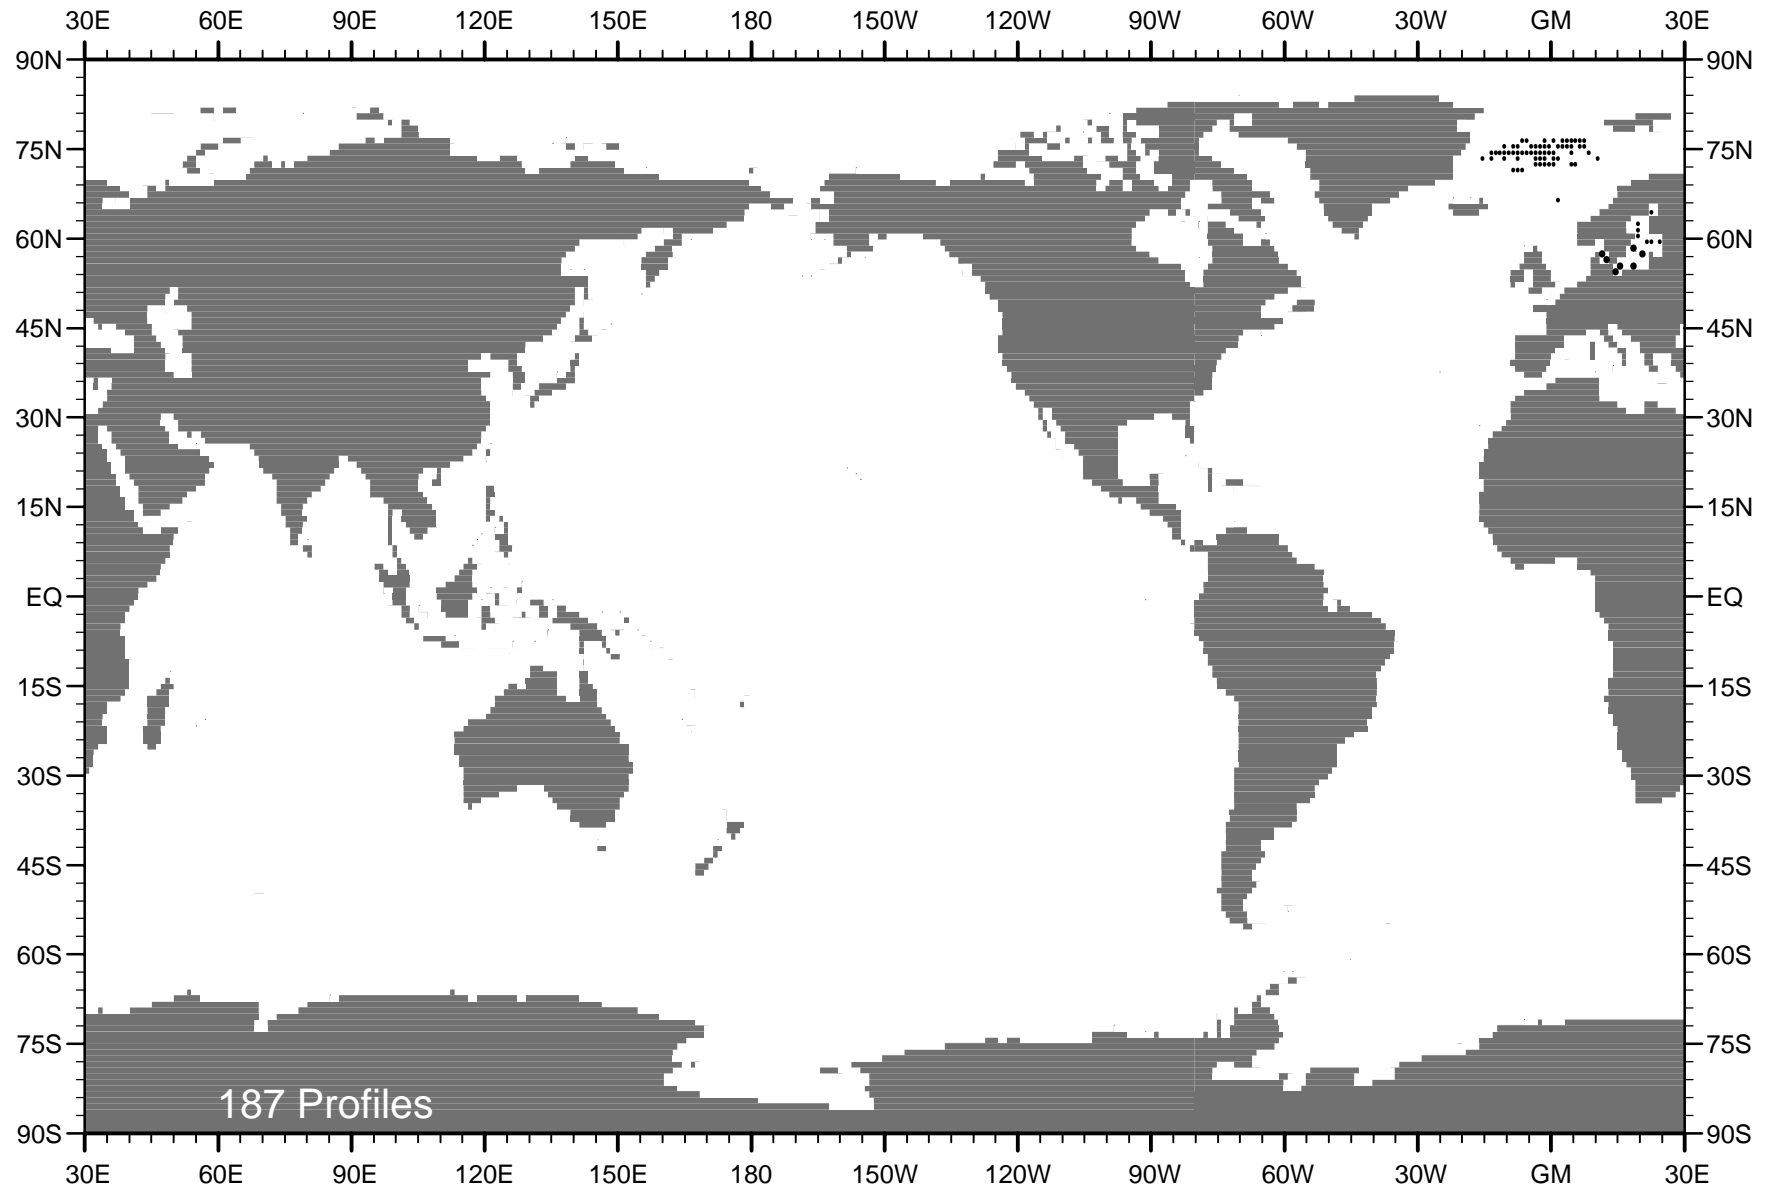 30E 60E 90E 120E 150E 180 150W 120W 90W 60W 30W GM 30E
90N 90N
75N 75N
60N 60N
45N 45N
30N 30N
15N 15N
EQ EQ
15S 15S
30S 30S
45S 45S
60S 60S
75S 75S
187 Profiles
90S 90S
30E 60E 90E 120E 150E 180 150W 120W 90W 60W 30W GM 30E